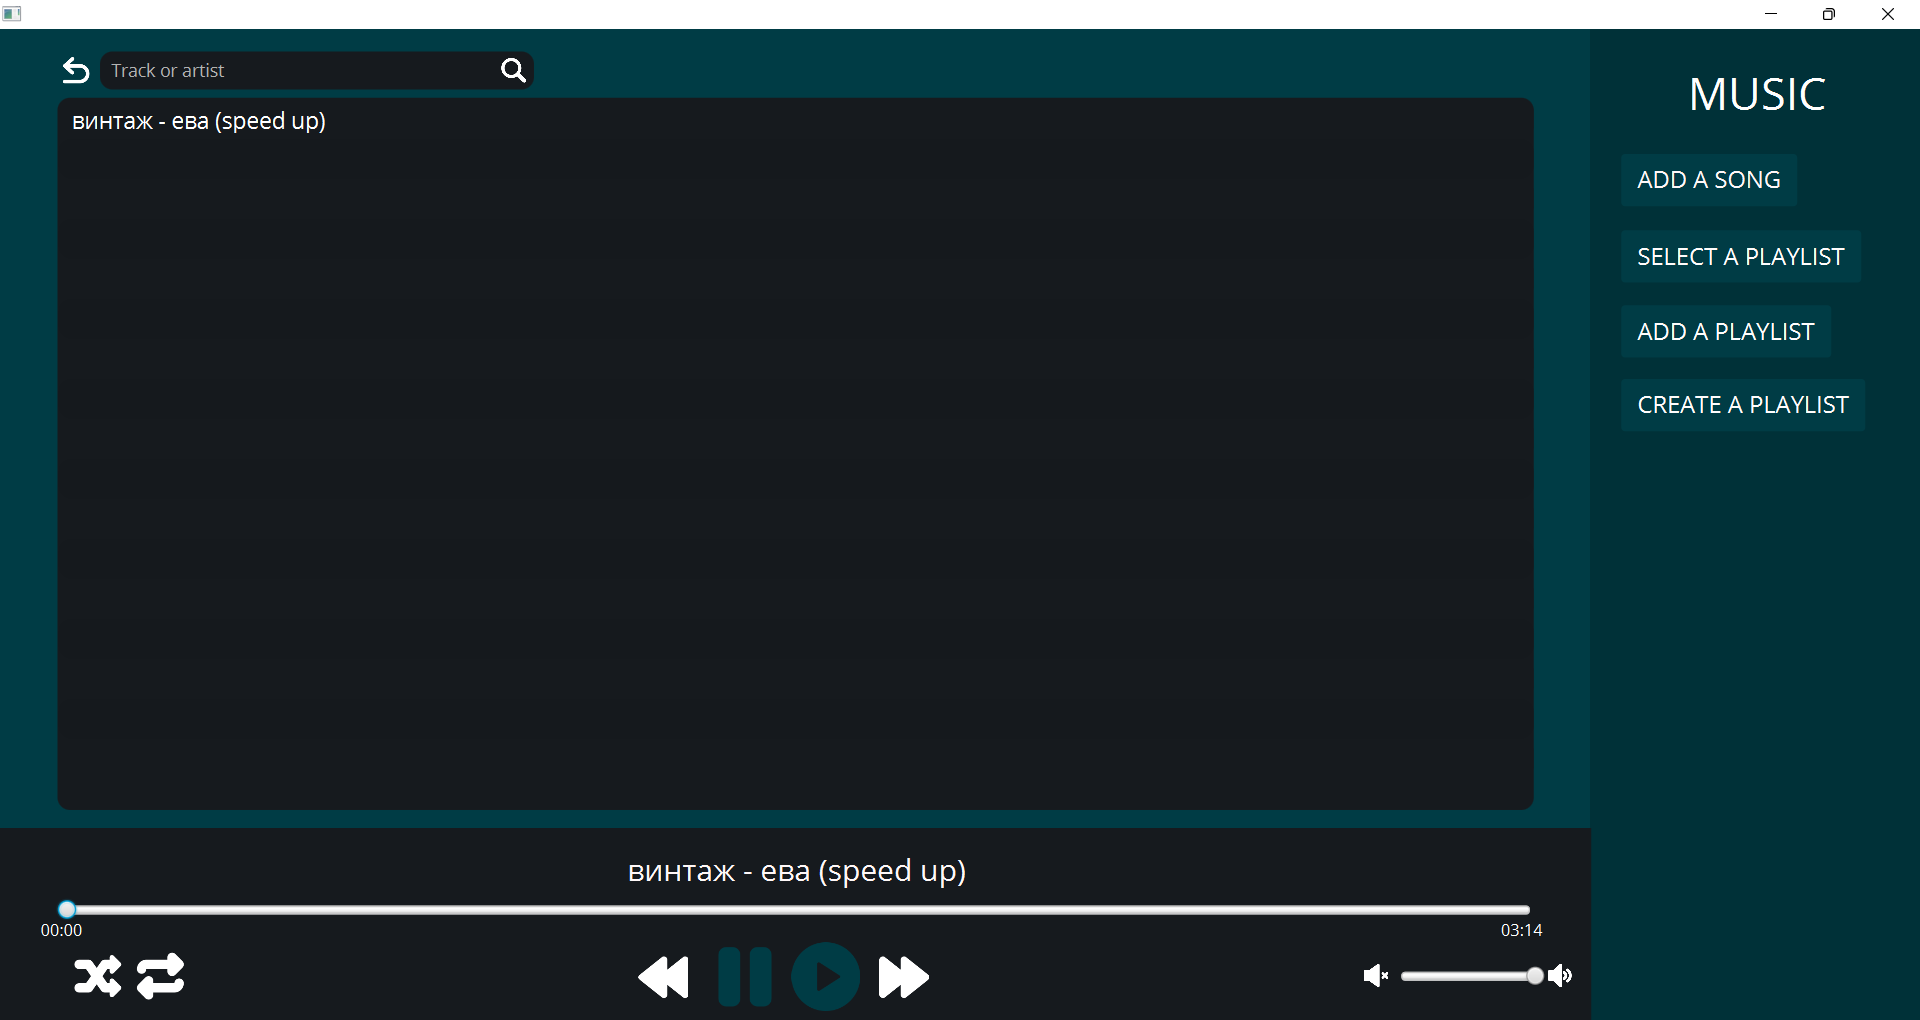 Track or artist
винтаж - ева (speed up)
MUSIC
ADD A SONG
SELECT A PLAYLIST
ADD A PLAYLIST
CREATE A PLAYLIST
винтаж - ева (speed up)
00:00
03:14